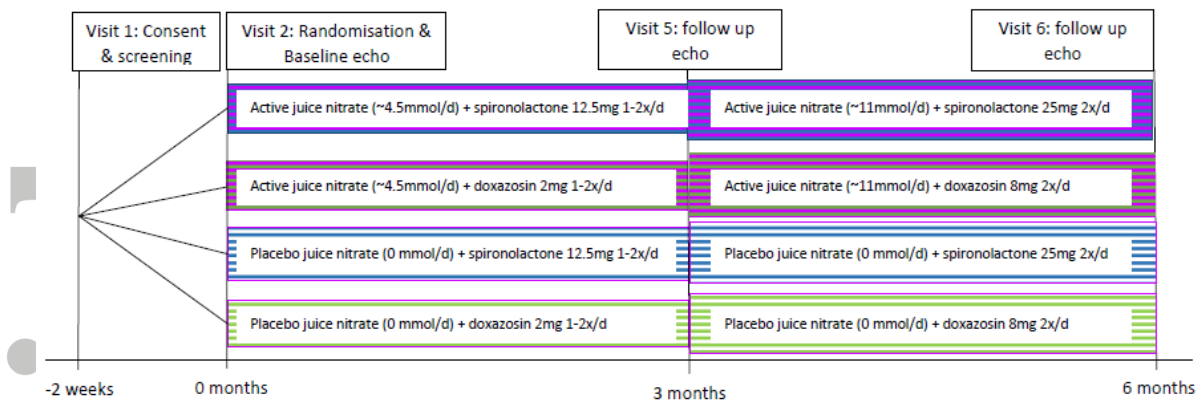 Visit 1: Consent
& screening
Visit 2: Randomisation &
Baseline echo
Visit 5: follow up
echo
Visit 6: follow up
echo
Active juice nitrate (~4.5mmol/d) + spironolactone 12.5mg 1-2x/d
Active juice nitrate (~11mmol/d) + spironolactone 25mg 2x/d
Active juice nitrate (~4.5mmol/d) + doxazosin 2mg 1-2x/d
Active juice nitrate (~11mmol/d) + doxazosin 8mg 2x/d
Placebo juice nitrate (0 mmol/d) + spironolactone 12.5mg 1-2x/d
Placebo juice nitrate (0 mmol/d) + spironolactone 25mg 2x/d
Placebo juice nitrate (0 mmol/d) + doxazosin 2mg 1-2x/d
Placebo juice nitrate (0 mmol/d) + doxazosin 8mg 2x/d
-2 weeks
0 months
3 months
6 months